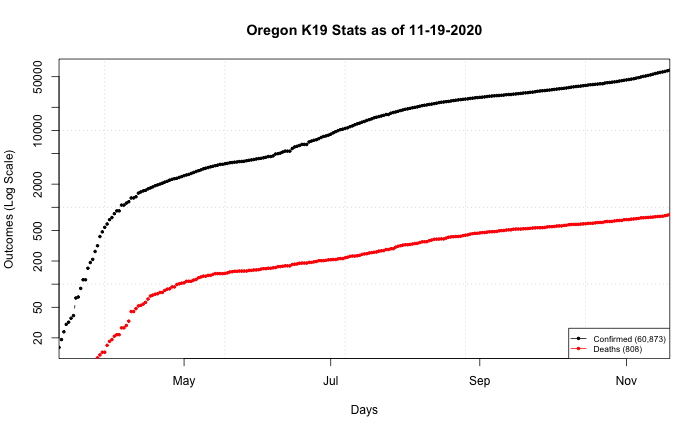 Oregon K19 Stats as of 11-19-2020
Outcomes (Log Scale)
50000
10000
2000
500
200
50
20
Confirmed (60,873)
Deaths (808)
May
Jul
Sep
Nov
Days